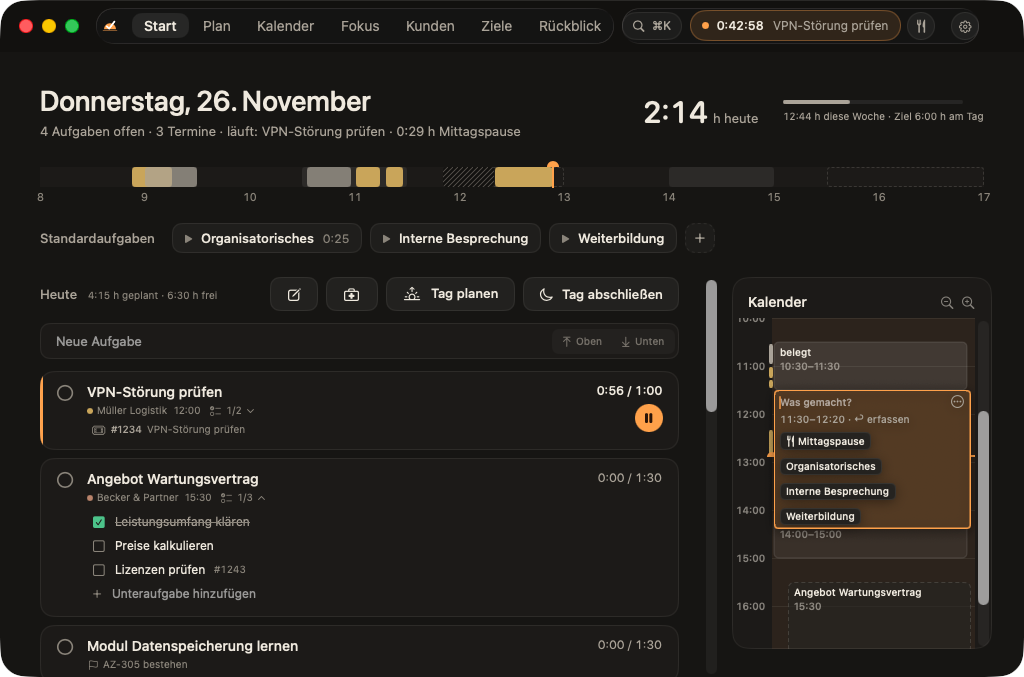 Start Plan Kalender Fokus Kunden Ziele Rückblick ⌘K 0:42:58 VPN-Störung prüfen
Donnerstag, 26. November
4 Aufgaben offen · 3 Termine · läuft: VPN-Störung prüfen · 0:29 h Mittagspause
2:14 h heute
12:44 h diese Woche · Ziel 6:00 h am Tag
8 9 10 11 12 13 14 15 16 17
Standardaufgaben
Organisatorisches 0:25
Interne Besprechung
Weiterbildung
+
Heute 4:15 h geplant · 6:30 h frei
Tag planen
Tag abschließen
Neue Aufgabe
Oben
Unten
VPN-Störung prüfen
0:56 / 1:00
Müller Logistik 12:00 1/2
#1234 VPN-Störung prüfen
Angebot Wartungsvertrag
0:00 / 1:30
Becker & Partner 15:30 1/3
Leistungsumfang klären
Preise kalkulieren
Lizenzen prüfen #1243
+ Unteraufgabe hinzufügen
Modul Datenspeicherung lernen
0:00 / 1:30
AZ-305 bestehen
Kalender
10:00
belegt
11:00
10:30–11:30
Was gemacht?
12:00
11:30–12:20 · ↩ erfassen
Mittagspause
13:00
Organisatorisches
Interne Besprechung
14:00
Weiterbildung
14:00–15:00
15:00
Angebot Wartungsvertrag
16:00
15:30